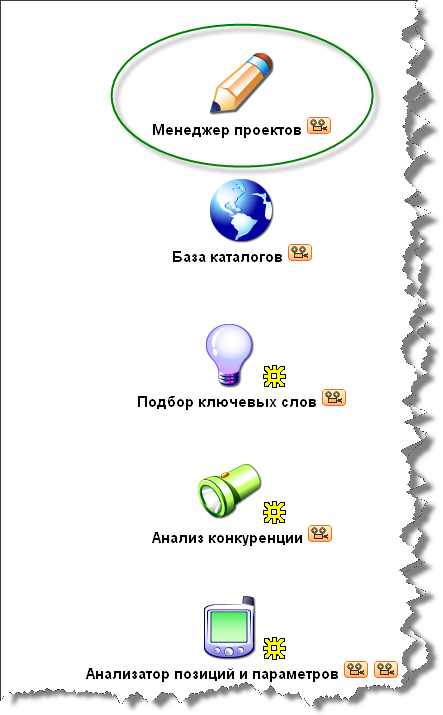 Менеджер проектов
База каталогов
Подбор ключевых слов
Анализ конкуренции
Анализатор позиций и параметров